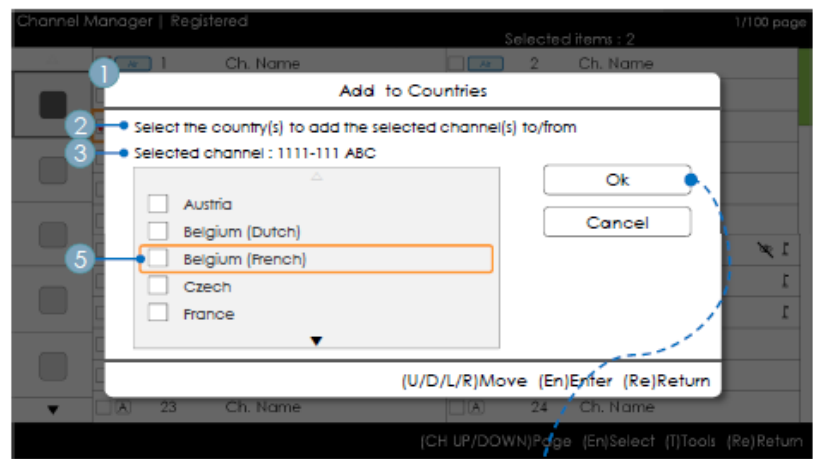 Channel Manager | Registered
1/100 page
Selected items : 2
Air 1 Ch. Name
Air 2 Ch. Name
1
Add to Countries
2 Select the country(s) to add the selected channel(s) to/from
3 Selected channel : 1111-111 ABC
Ok
Austria
Cancel
Belgium (Dutch)
5 Belgium (French)
Czech
France
(U/D/L/R)Move (En)Enter (Re)Return
A 23 Ch. Name
A 24 Ch. Name
(CH UP/DOWN)Page (En)Select (T)Tools (Re)Return